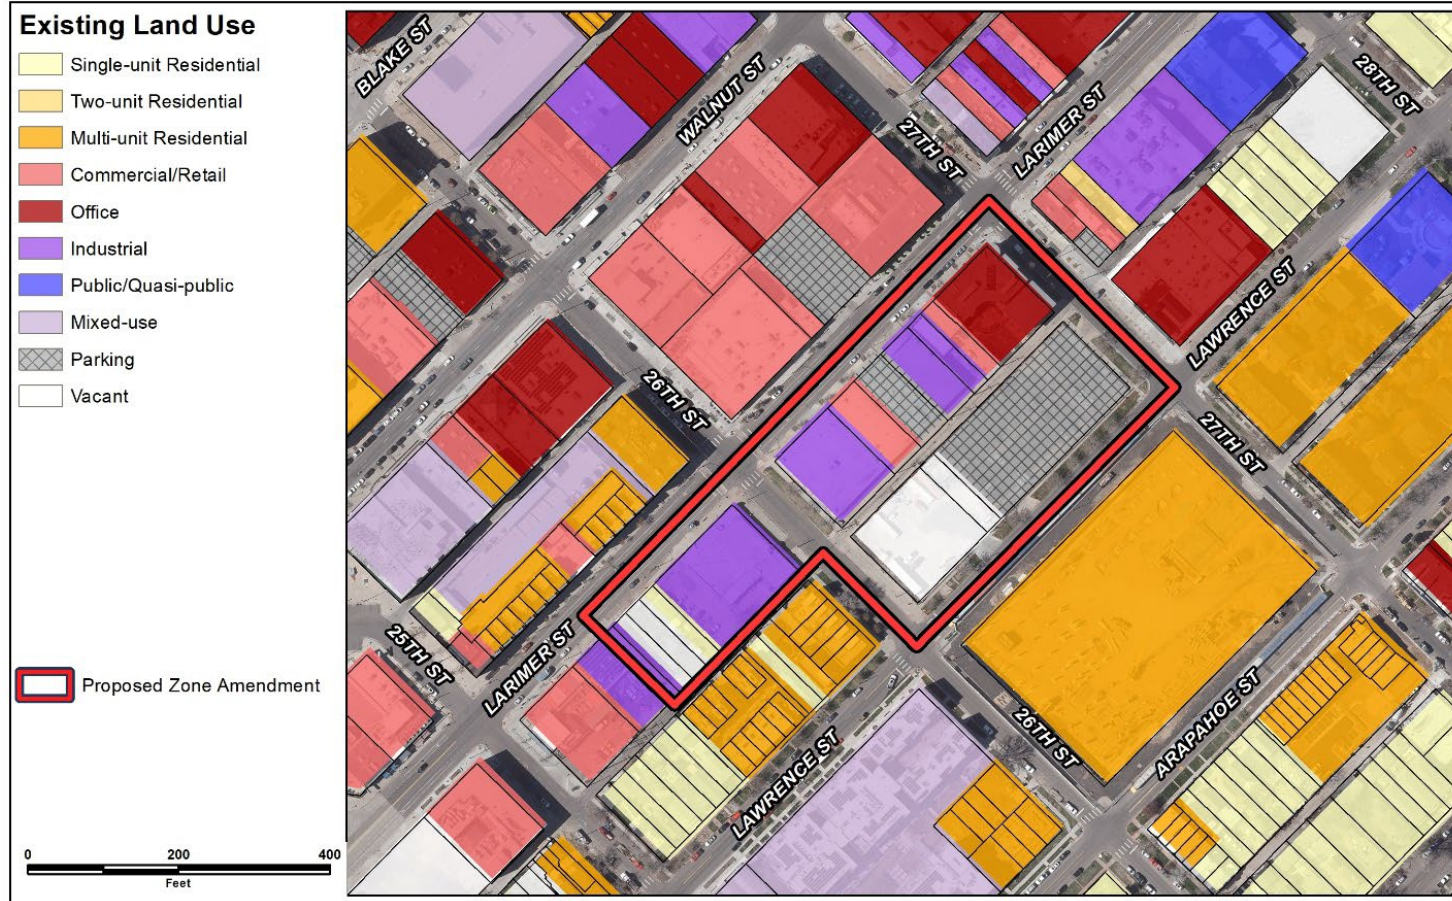 Existing Land Use
Single-unit Residential
Two-unit Residential
Multi-unit Residential
Commercial/Retail
Office
Industrial
Public/Quasi-public
Mixed-use
Parking
Vacant
Proposed Zone Amendment
0 200 400
Feet
BLAKE ST
WALNUT ST
27TH ST
LARIMER ST
28TH ST
LAWRENCE ST
26TH ST
27TH ST
25TH ST
LARIMER ST
LAWRENCE ST
26TH ST
ARAPAHOE ST